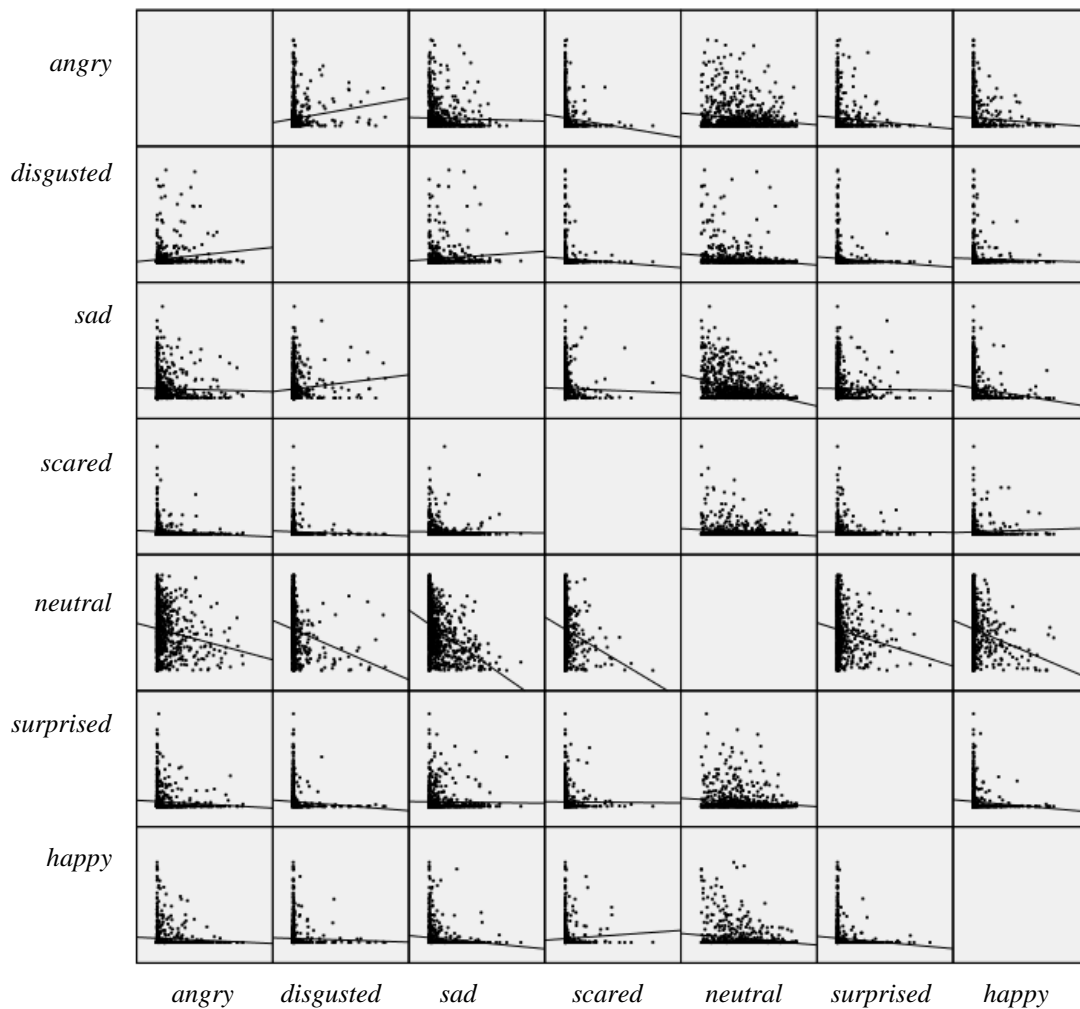 angry
disgusted
sad
scared
neutral
surprised
happy
angry disgusted sad scared neutral surprised happy